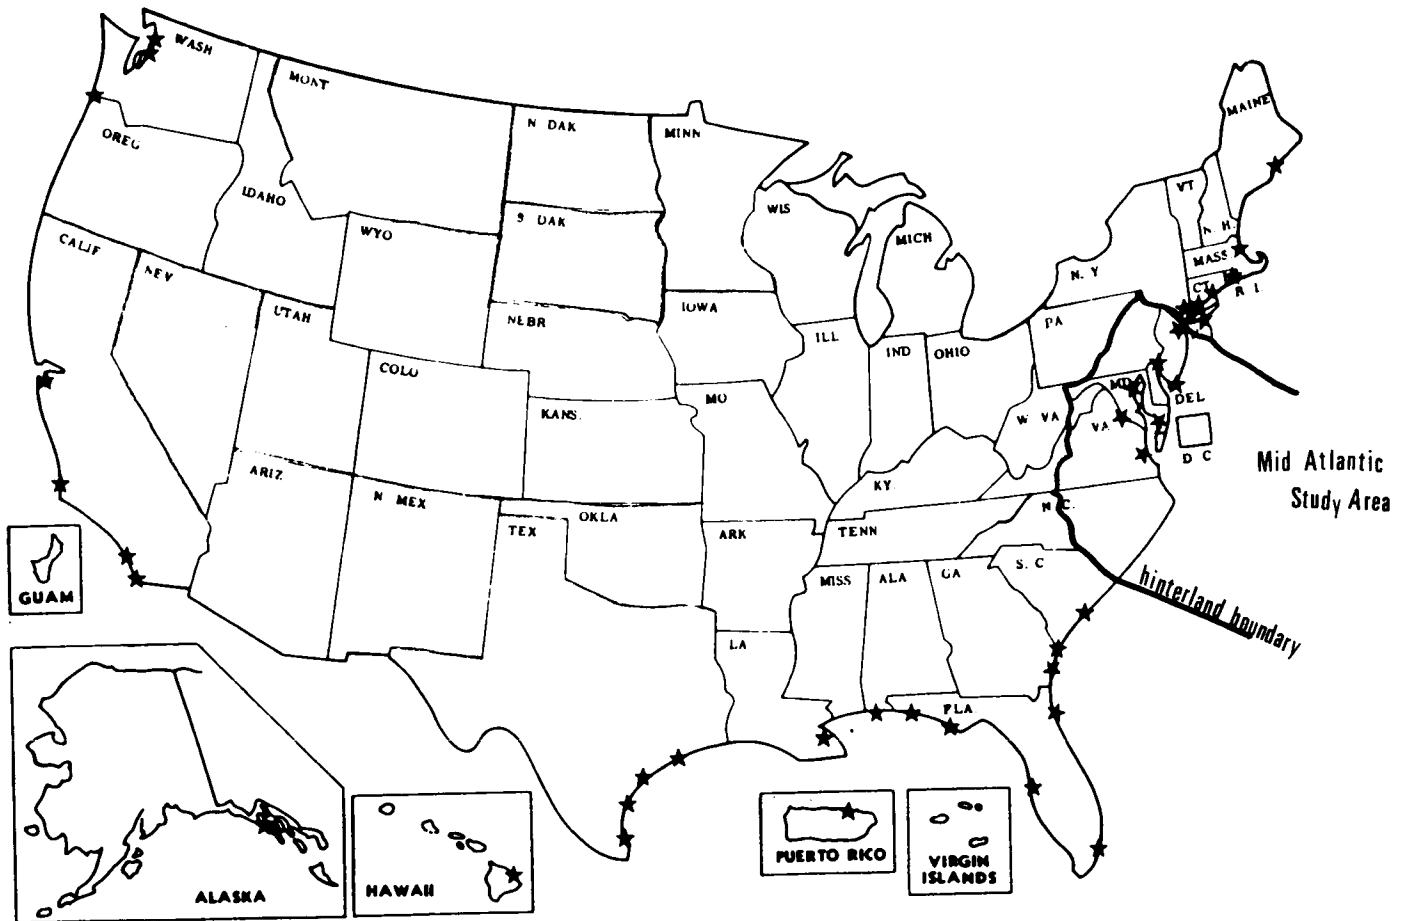 WASH
MONT
N DAK
MINN
MAINE
OREG
IDAHO
S DAK
WIS
VT
N. H.
CALIF
WYO
MICH
N. Y
MASS
NEV
UTAH
NEBR
IOWA
ILL
IND
OHIO
PA
CT
R I
COLO
KANS.
MO
W VA
MD
VA
DEL
D C
Mid Atlantic
Study Area
ARIZ
N MEX
OKLA
TEX
KY.
N. C.
ARK
TENN
MISS
ALA
GA
S. C
GUAM
hinterland boundary
LA
FLA
ALASKA
HAWAII
PUERTO RICO
VIRGIN
ISLANDS